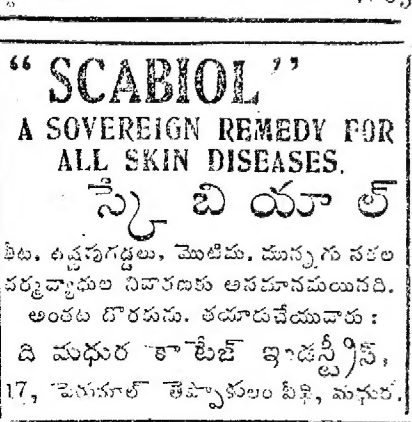 “SCABIOL”
A SOVEREIGN REMEDY FOR
ALL SKIN DISEASES.
స్కేబియాల్
వీట, ఉష్ణపుగడ్డలు, మొటిమ, మున్నగు సకల
చర్మవ్యాధుల నివారణకు అసమానమయినది.
అంతట దొరకును. తయారుచేయువారు :
ది మధుర కాటేజ్ ఇండస్ట్రీస్,
17, పెరుమాల్ తెప్పాకులం వీధి, మధుర.